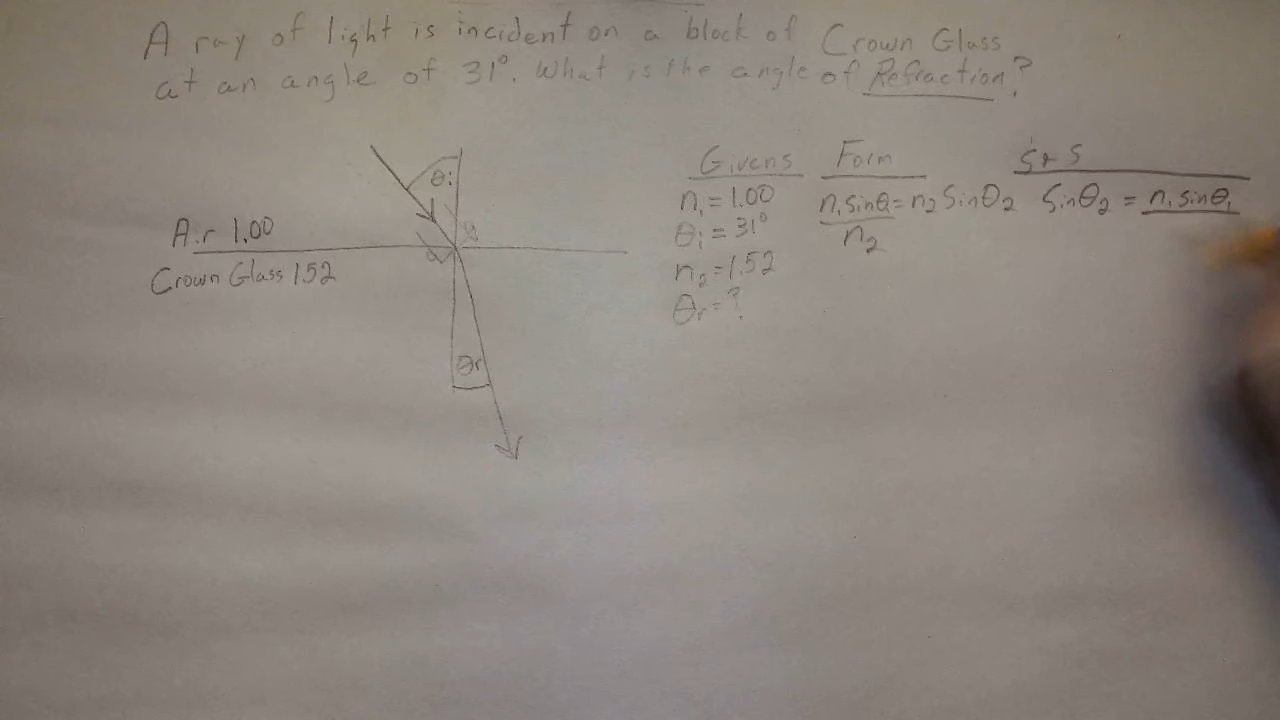 A ray of light is incident on a block of Crown Glass
at an angle of 31°. What is the angle of Refraction?
θi
Air 1.00
Crown Glass 1.52
θr
Givens
n₁ = 1.00
θi = 31°
n₂ = 1.52
θr = ?
Form
n₁ sinθ₁ = n₂ Sinθ₂
n₂
S + S
Sinθ₂ = n₁ sinθ₁